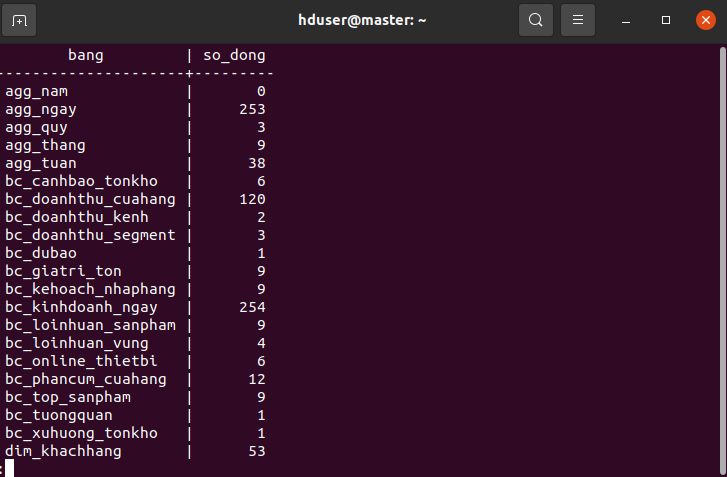 hduser@master: ~
bang | so_dong
---------------------+---------
agg_nam | 0
agg_ngay | 253
agg_quy | 3
agg_thang | 9
agg_tuan | 38
bc_canhbao_tonkho | 6
bc_doanhthu_cuahang | 120
bc_doanhthu_kenh | 2
bc_doanhthu_segment | 3
bc_dubao | 1
bc_giatri_ton | 9
bc_kehoach_nhaphang | 9
bc_kinhdoanh_ngay | 254
bc_loinhuan_sanpham | 9
bc_loinhuan_vung | 4
bc_online_thietbi | 6
bc_phancum_cuahang | 12
bc_top_sanpham | 9
bc_tuongquan | 1
bc_xuhuong_tonkho | 1
dim_khachhang | 53
: